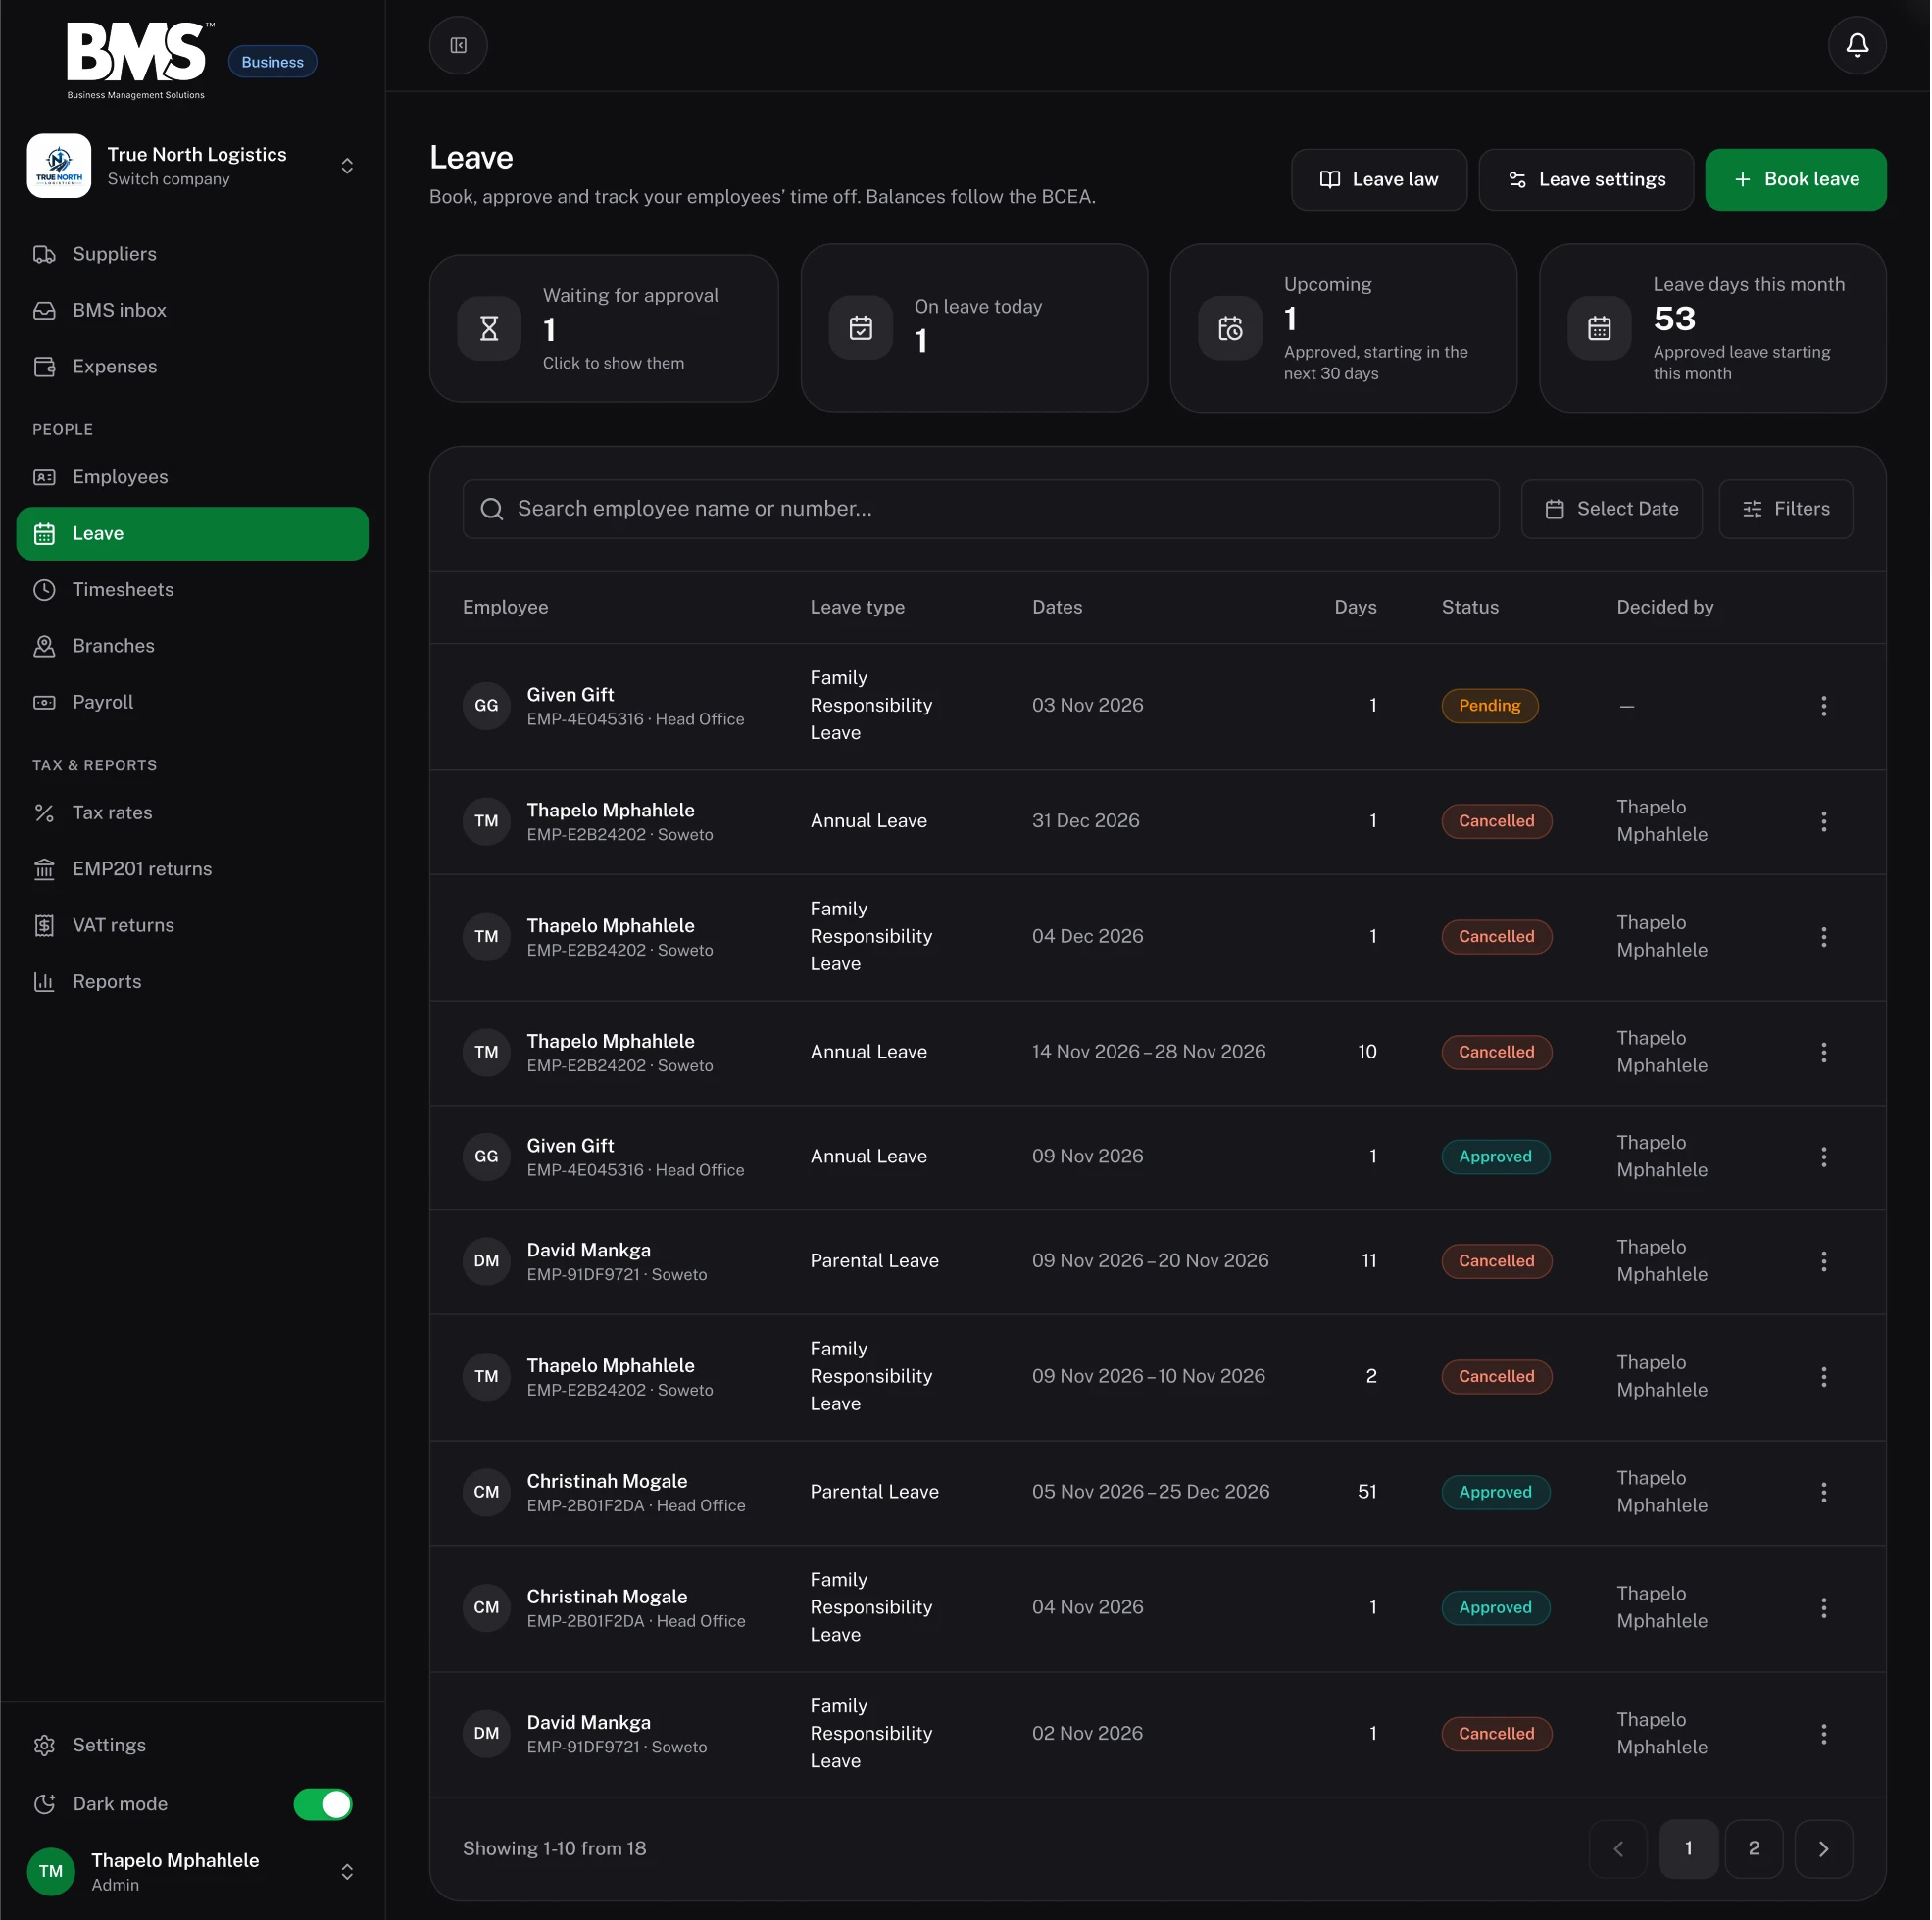 BMS™
Business Management Solutions
Business
True North Logistics
Switch company
TRUE NORTH
LOGISTICS
Suppliers
BMS inbox
Expenses
PEOPLE
Employees
Leave
Timesheets
Branches
Payroll
TAX & REPORTS
Tax rates
EMP201 returns
VAT returns
Reports
Settings
Dark mode
TM
Thapelo Mphahlele
Admin
Leave
Book, approve and track your employees’ time off. Balances follow the BCEA.
Leave law
Leave settings
Book leave
Waiting for approval
1
Click to show them
On leave today
1
Upcoming
1
Approved, starting in the
next 30 days
Leave days this month
53
Approved leave starting
this month
Search employee name or number...
Select Date
Filters
Employee Leave type Dates Days Status Decided by
GG
Given Gift
EMP-4E045316 · Head Office
Family
Responsibility
Leave
03 Nov 2026
1
Pending
—
TM
Thapelo Mphahlele
EMP-E2B24202 · Soweto
Annual Leave
31 Dec 2026
1
Cancelled
Thapelo
Mphahlele
TM
Thapelo Mphahlele
EMP-E2B24202 · Soweto
Family
Responsibility
Leave
04 Dec 2026
1
Cancelled
Thapelo
Mphahlele
TM
Thapelo Mphahlele
EMP-E2B24202 · Soweto
Annual Leave
14 Nov 2026 – 28 Nov 2026
10
Cancelled
Thapelo
Mphahlele
GG
Given Gift
EMP-4E045316 · Head Office
Annual Leave
09 Nov 2026
1
Approved
Thapelo
Mphahlele
DM
David Mankga
EMP-91DF9721 · Soweto
Parental Leave
09 Nov 2026 – 20 Nov 2026
11
Cancelled
Thapelo
Mphahlele
TM
Thapelo Mphahlele
EMP-E2B24202 · Soweto
Family
Responsibility
Leave
09 Nov 2026 – 10 Nov 2026
2
Cancelled
Thapelo
Mphahlele
CM
Christinah Mogale
EMP-2B01F2DA · Head Office
Parental Leave
05 Nov 2026 – 25 Dec 2026
51
Approved
Thapelo
Mphahlele
CM
Christinah Mogale
EMP-2B01F2DA · Head Office
Family
Responsibility
Leave
04 Nov 2026
1
Approved
Thapelo
Mphahlele
DM
David Mankga
EMP-91DF9721 · Soweto
Family
Responsibility
Leave
02 Nov 2026
1
Cancelled
Thapelo
Mphahlele
Showing 1-10 from 18
1
2